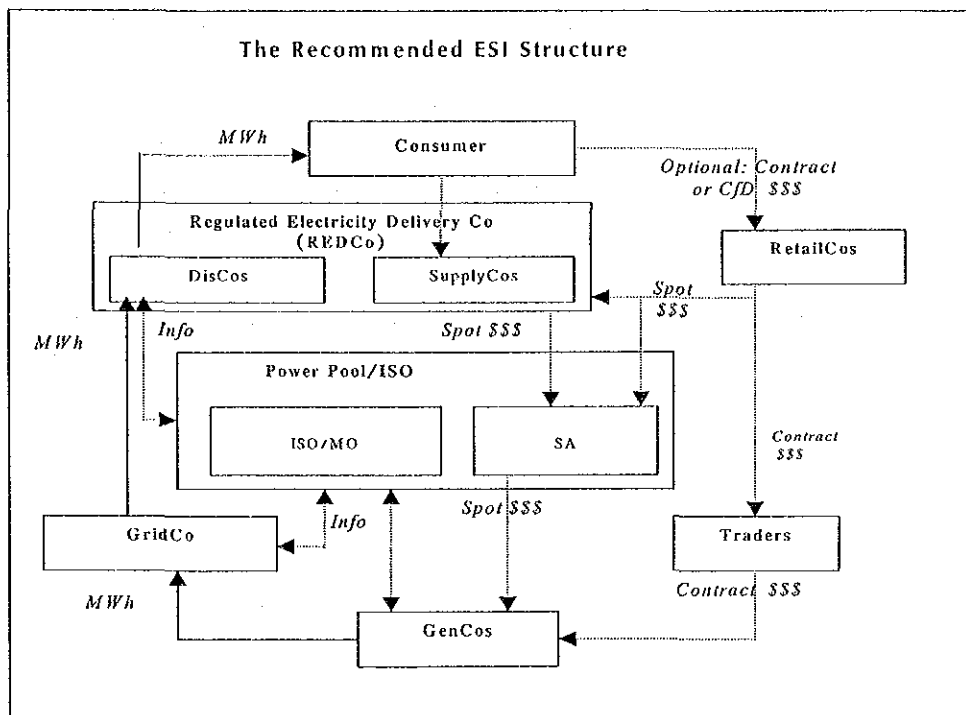 The Recommended ESI Structure
MWh
Consumer
Optional: Contract
or CfD $$$
Regulated Electricity Delivery Co
(REDCo)
DisCos
SupplyCos
RetailCos
MWh
Info
Spot $$$
Spot
$$$
Power Pool/ISO
ISO/MO
SA
Contract
$$$
GridCo
Info
Spot $$$
Traders
MWh
Contract $$$
GenCos